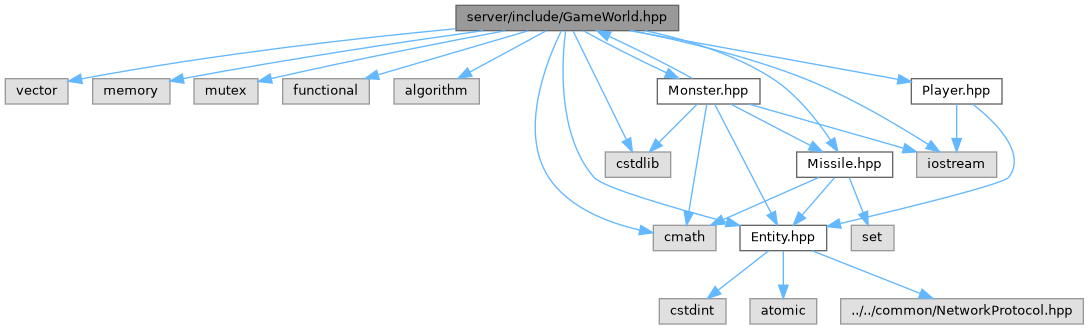 server/include/GameWorld.hpp
vector
memory
mutex
functional
algorithm
Monster.hpp
Player.hpp
cstdlib
Missile.hpp
iostream
cmath
Entity.hpp
set
cstdint
atomic
../../common/NetworkProtocol.hpp